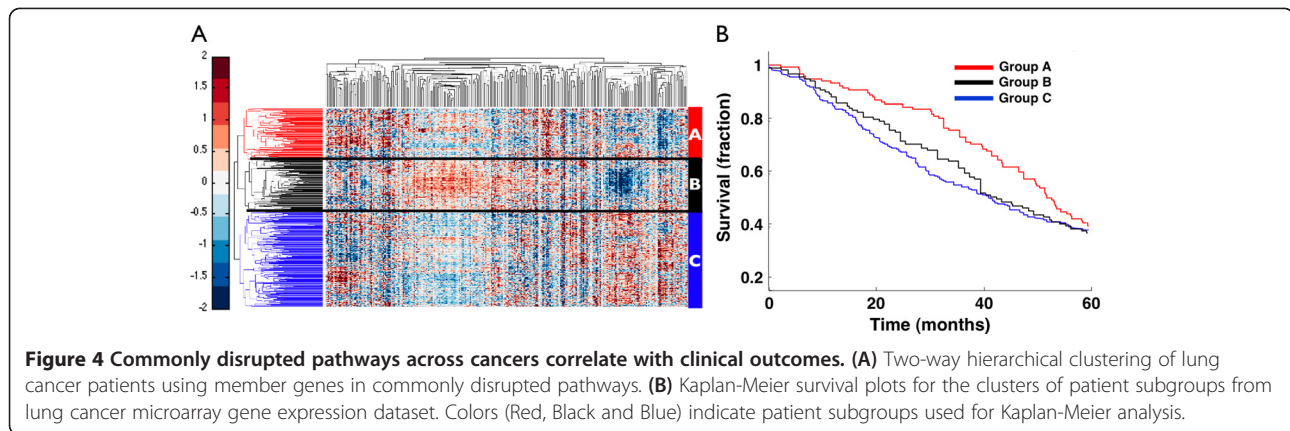 A
2
1.5
1
0.5
0
-0.5
-1
-1.5
-2
A
B
C
B
Group A
Group B
Group C
1
0.8
0.6
0.4
0.2
Survival (fraction)
0
20
40
60
Time (months)
Figure 4 Commonly disrupted pathways across cancers correlate with clinical outcomes. (A) Two-way hierarchical clustering of lung
cancer patients using member genes in commonly disrupted pathways. (B) Kaplan-Meier survival plots for the clusters of patient subgroups from
lung cancer microarray gene expression dataset. Colors (Red, Black and Blue) indicate patient subgroups used for Kaplan-Meier analysis.